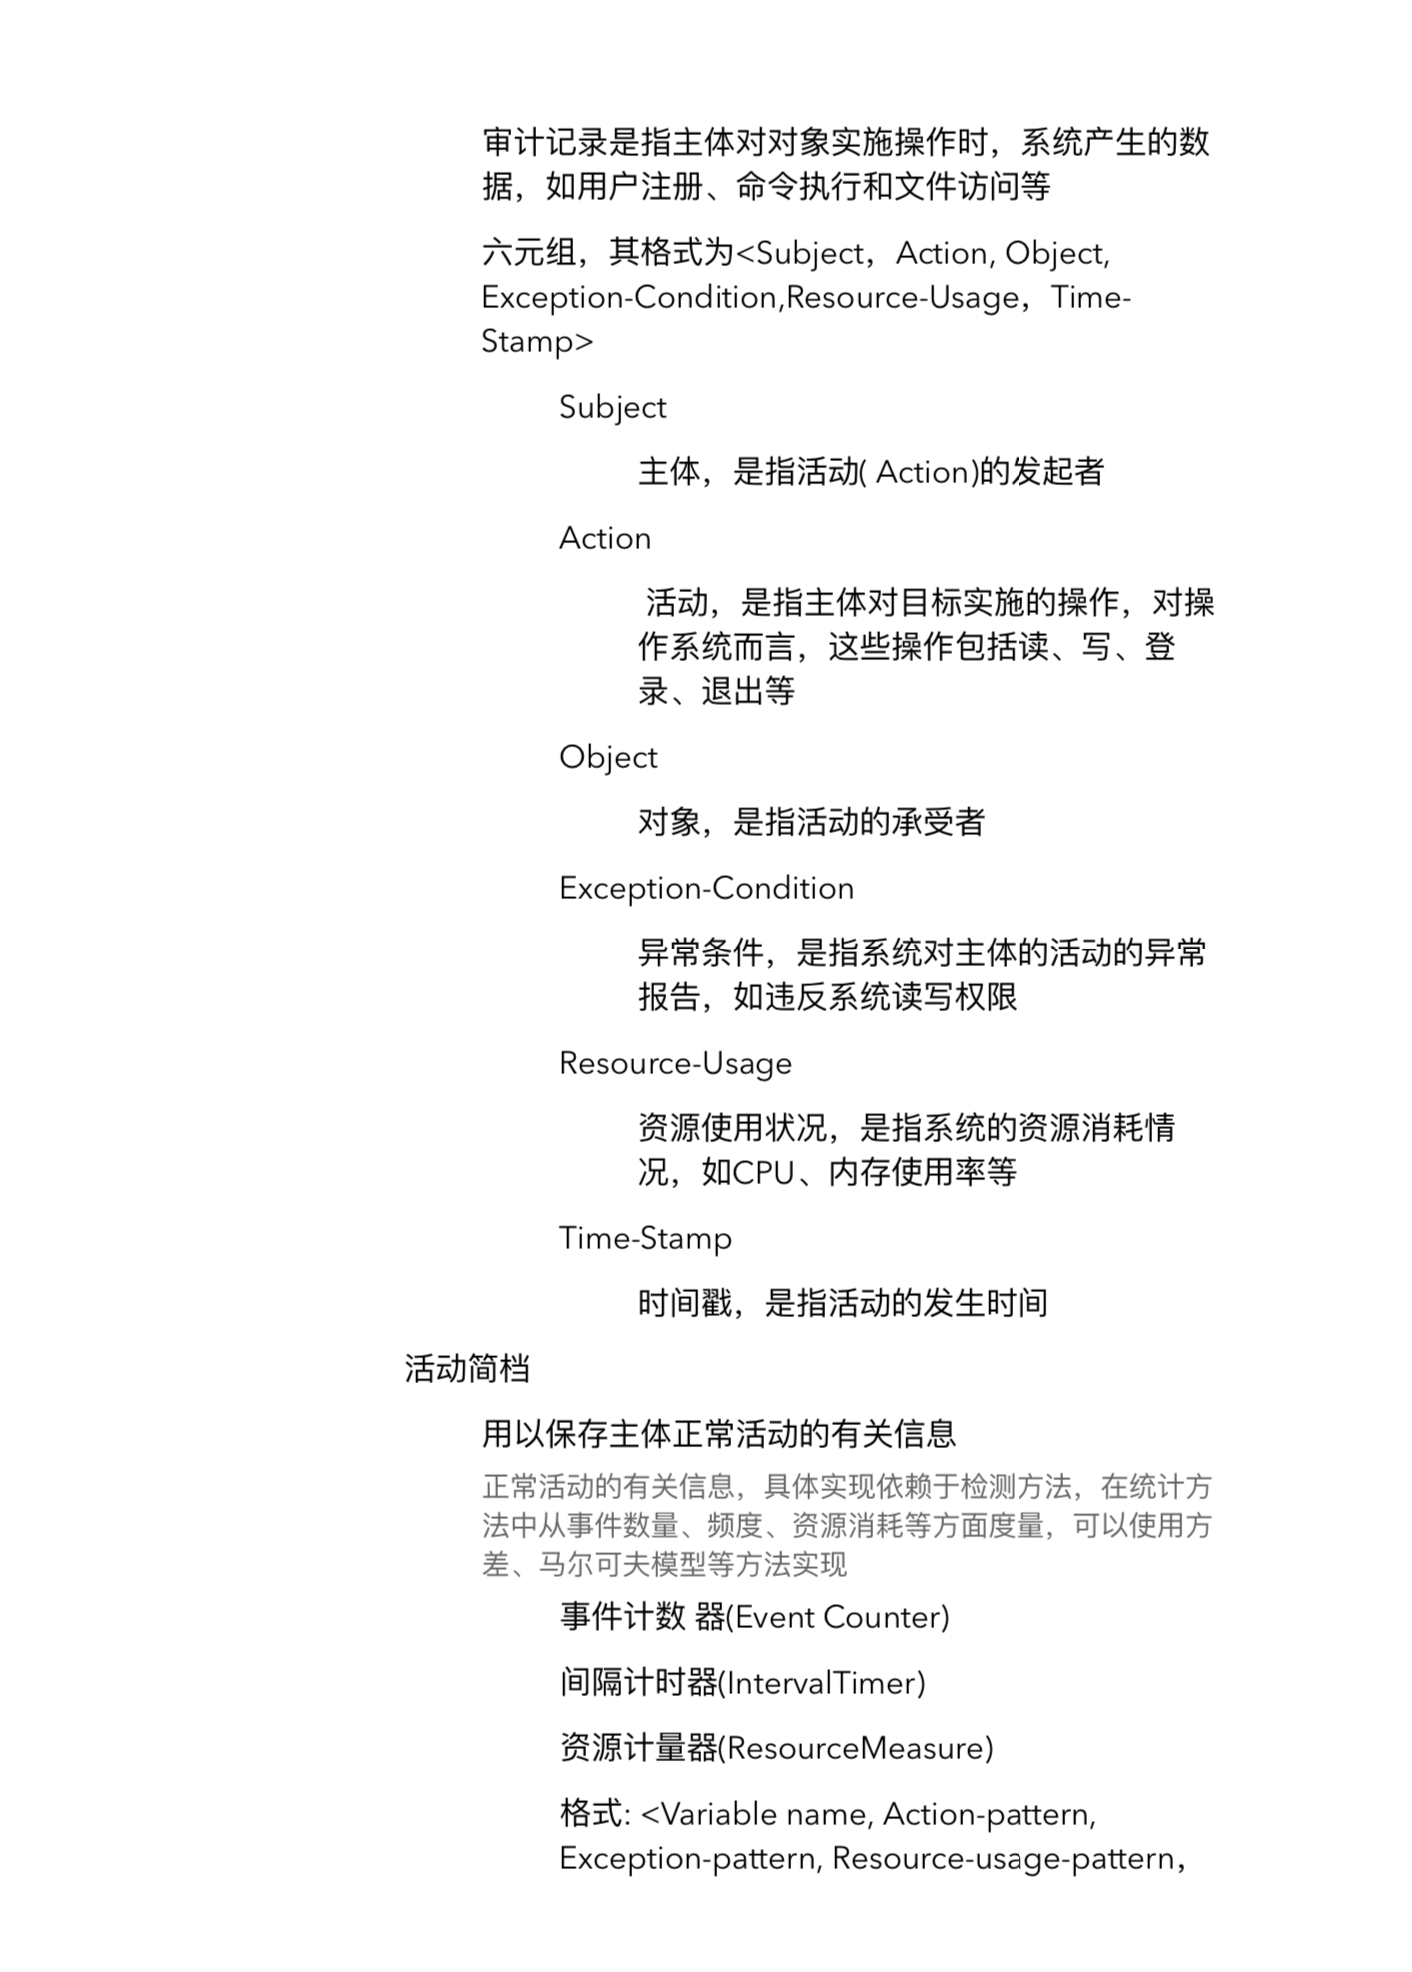 审计记录是指主体对对象实施操作时，系统产生的数
据，如用户注册、命令执行和文件访问等
六元组，其格式为<Subject，Action, Object,
Exception-Condition,Resource-Usage，Time-
Stamp>
Subject
主体，是指活动( Action)的发起者
Action
活动，是指主体对目标实施的操作，对操
作系统而言，这些操作包括读、写、登
录、退出等
Object
对象，是指活动的承受者
Exception-Condition
异常条件，是指系统对主体的活动的异常
报告，如违反系统读写权限
Resource-Usage
资源使用状况，是指系统的资源消耗情
况，如CPU、内存使用率等
Time-Stamp
时间戳，是指活动的发生时间
活动简档
用以保存主体正常活动的有关信息
正常活动的有关信息，具体实现依赖于检测方法，在统计方
法中从事件数量、频度、资源消耗等方面度量，可以使用方
差、马尔可夫模型等方法实现
事件计数 器(Event Counter)
间隔计时器(IntervalTimer)
资源计量器(ResourceMeasure)
格式: <Variable name, Action-pattern,
Exception-pattern, Resource-usage-pattern，